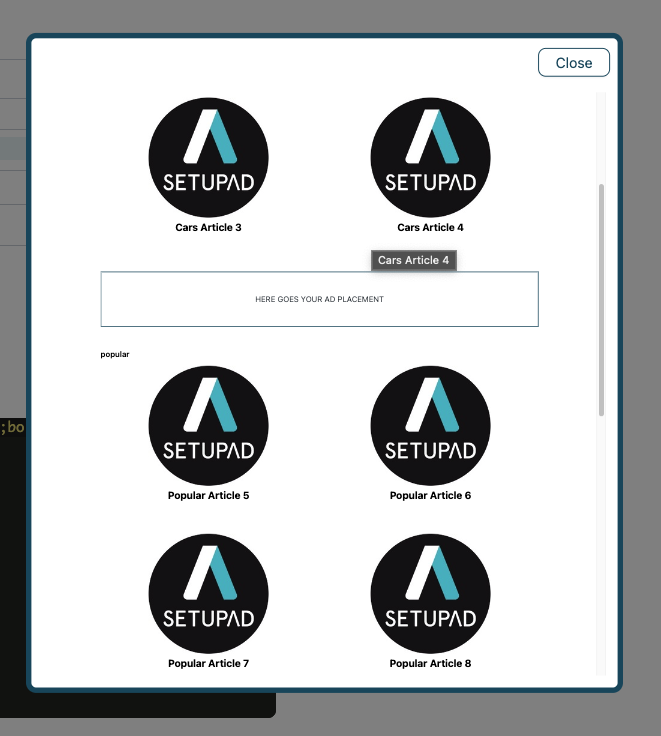 Close
SETUPAD
SETUPAD
Cars Article 3
Cars Article 4
Cars Article 4
HERE GOES YOUR AD PLACEMENT
popular
;bo
SETUPAD
SETUPAD
Popular Article 5
Popular Article 6
SETUPAD
SETUPAD
Popular Article 7
Popular Article 8